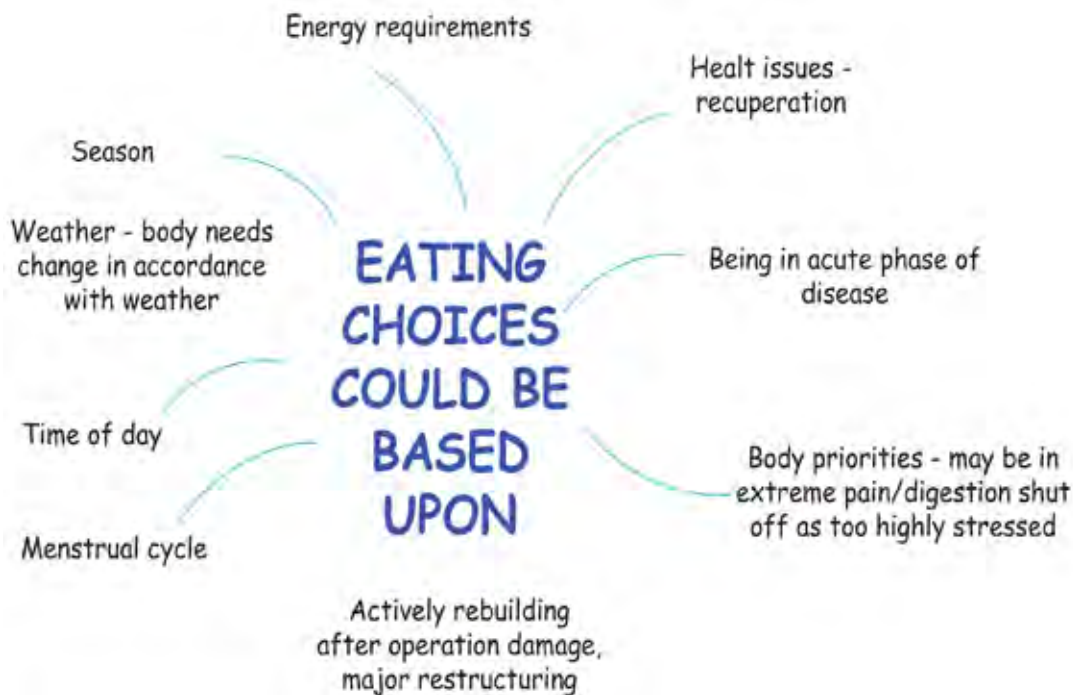 Energy requirements
Healt issues -
recuperation
Season
Weather - body needs
change in accordance
with weather
EATING
CHOICES
COULD BE
BASED
UPON
Being in acute phase of
disease
Time of day
Body priorities - may be in
extreme pain/digestion shut
off as too highly stressed
Menstrual cycle
Actively rebuilding
after operation damage,
major restructuring